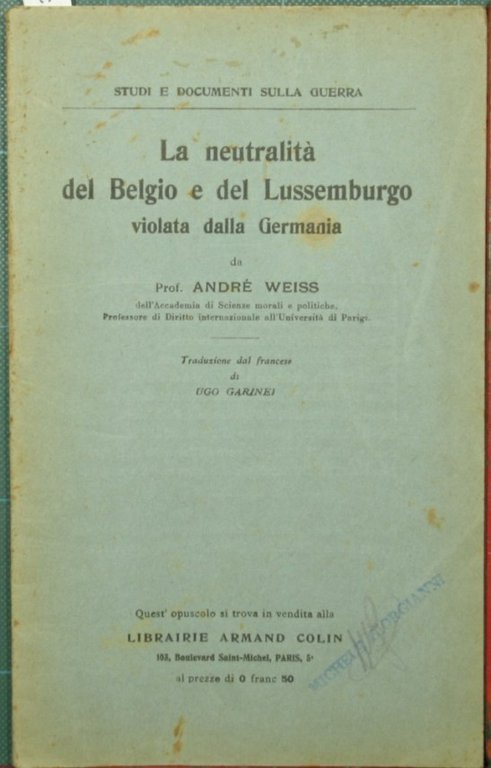 STUDI E DOCUMENTI SULLA GUERRA
La neutralità
del Belgio e del Lussemburgo
violata dalla Germania
da
Prof. ANDRÉ WEISS
dell'Accademia di Scienze morali e politiche,
Professore di Diritto internazionale all'Università di Parigi.
Traduzione dal francese
di
UGO GARINEI
Quest' opuscolo si trova in vendita alla
LIBRAIRIE ARMAND COLIN
103, Boulevard Saint-Michel, PARIS, 5e
al prezzo di 0 franc 50